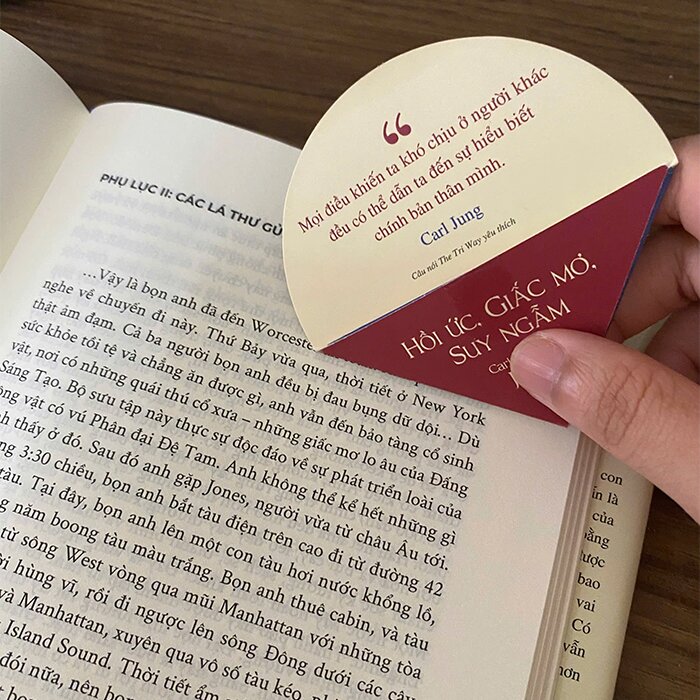 “
Mọi điều khiến ta khó chịu ở người khác
đều có thể dẫn ta đến sự hiểu biết
chính bản thân mình.
Carl Jung
Câu nói The Tri Way yêu thích
HỒI ỨC, GIẤC MƠ,
SUY NGẪM
PHỤ LỤC II: CÁC LÁ THƯ GỬ
...Vậy là bọn anh đã đến Worceste
nghe về chuyến đi này. Thứ Bảy vừa qua, thời tiết ở New York
thật ảm đạm. Cả ba người bọn anh đều bị đau bụng dữ dội... Dù
sức khỏe tồi tệ và chẳng ăn được gì, anh vẫn đến bảo tàng cổ sinh
vật, nơi có những quái thú cổ xưa – những giấc mơ lo âu của Đấng
Sáng Tạo. Bộ sưu tập này thực sự độc đáo về sự phát triển loài của
vật có vú Phân đại Đệ Tam. Anh không thể kể hết những gì
thấy ở đó. Sau đó anh gặp Jones, người vừa từ châu Âu tới.
3:30 chiều, bọn anh bắt tàu điện trên cao đi từ đường 42
tàu. Tại đây, bọn anh lên một con tàu hơi nước khổng lồ,
năm boong tàu màu trắng. Bọn anh thuê cabin, và tàu
từ sông West vòng qua mũi Manhattan với những tòa
hùng vĩ, rồi đi ngược lên sông Đông dưới các cây
và Manhattan, xuyên qua vô số tàu kéo,
Island Sound. Thời tiết ấm
đói nữa, nên
con
là
của
bao
vai
Có
vẫn